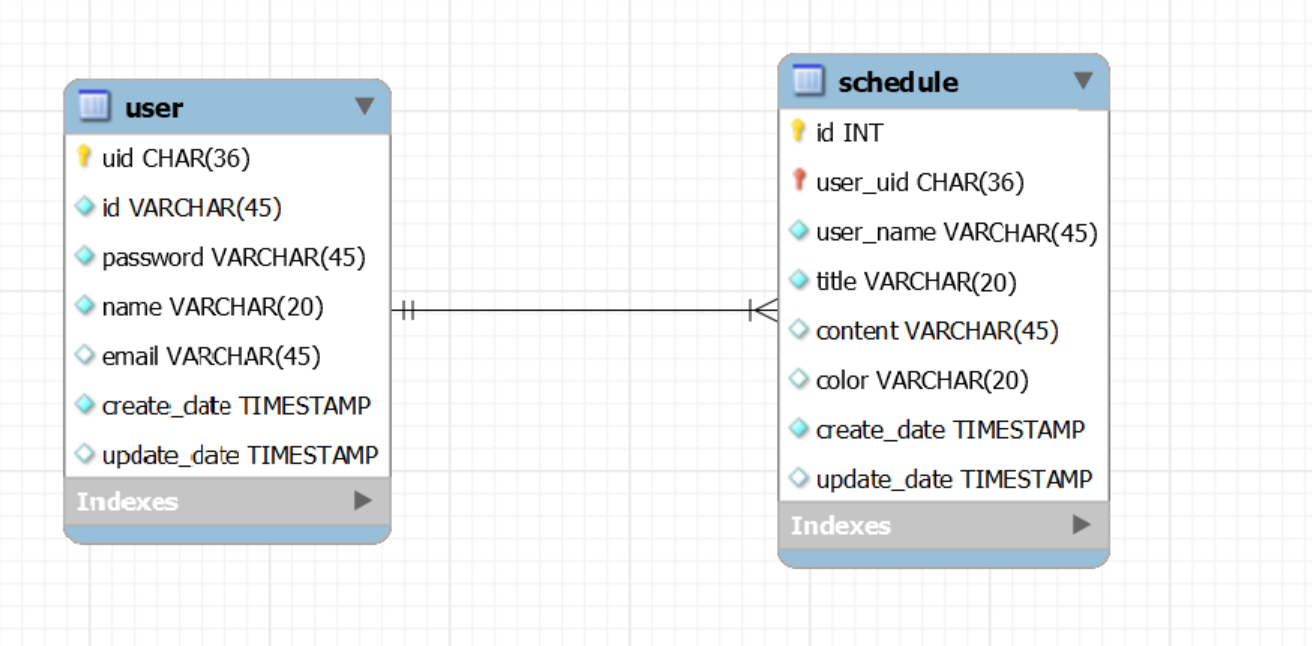 user
uid CHAR(36)
id VARCHAR(45)
password VARCHAR(45)
name VARCHAR(20)
email VARCHAR(45)
create_date TIMESTAMP
update_date TIMESTAMP
Indexes
schedule
id INT
user_uid CHAR(36)
user_name VARCHAR(45)
title VARCHAR(20)
content VARCHAR(45)
color VARCHAR(20)
create_date TIMESTAMP
update_date TIMESTAMP
Indexes